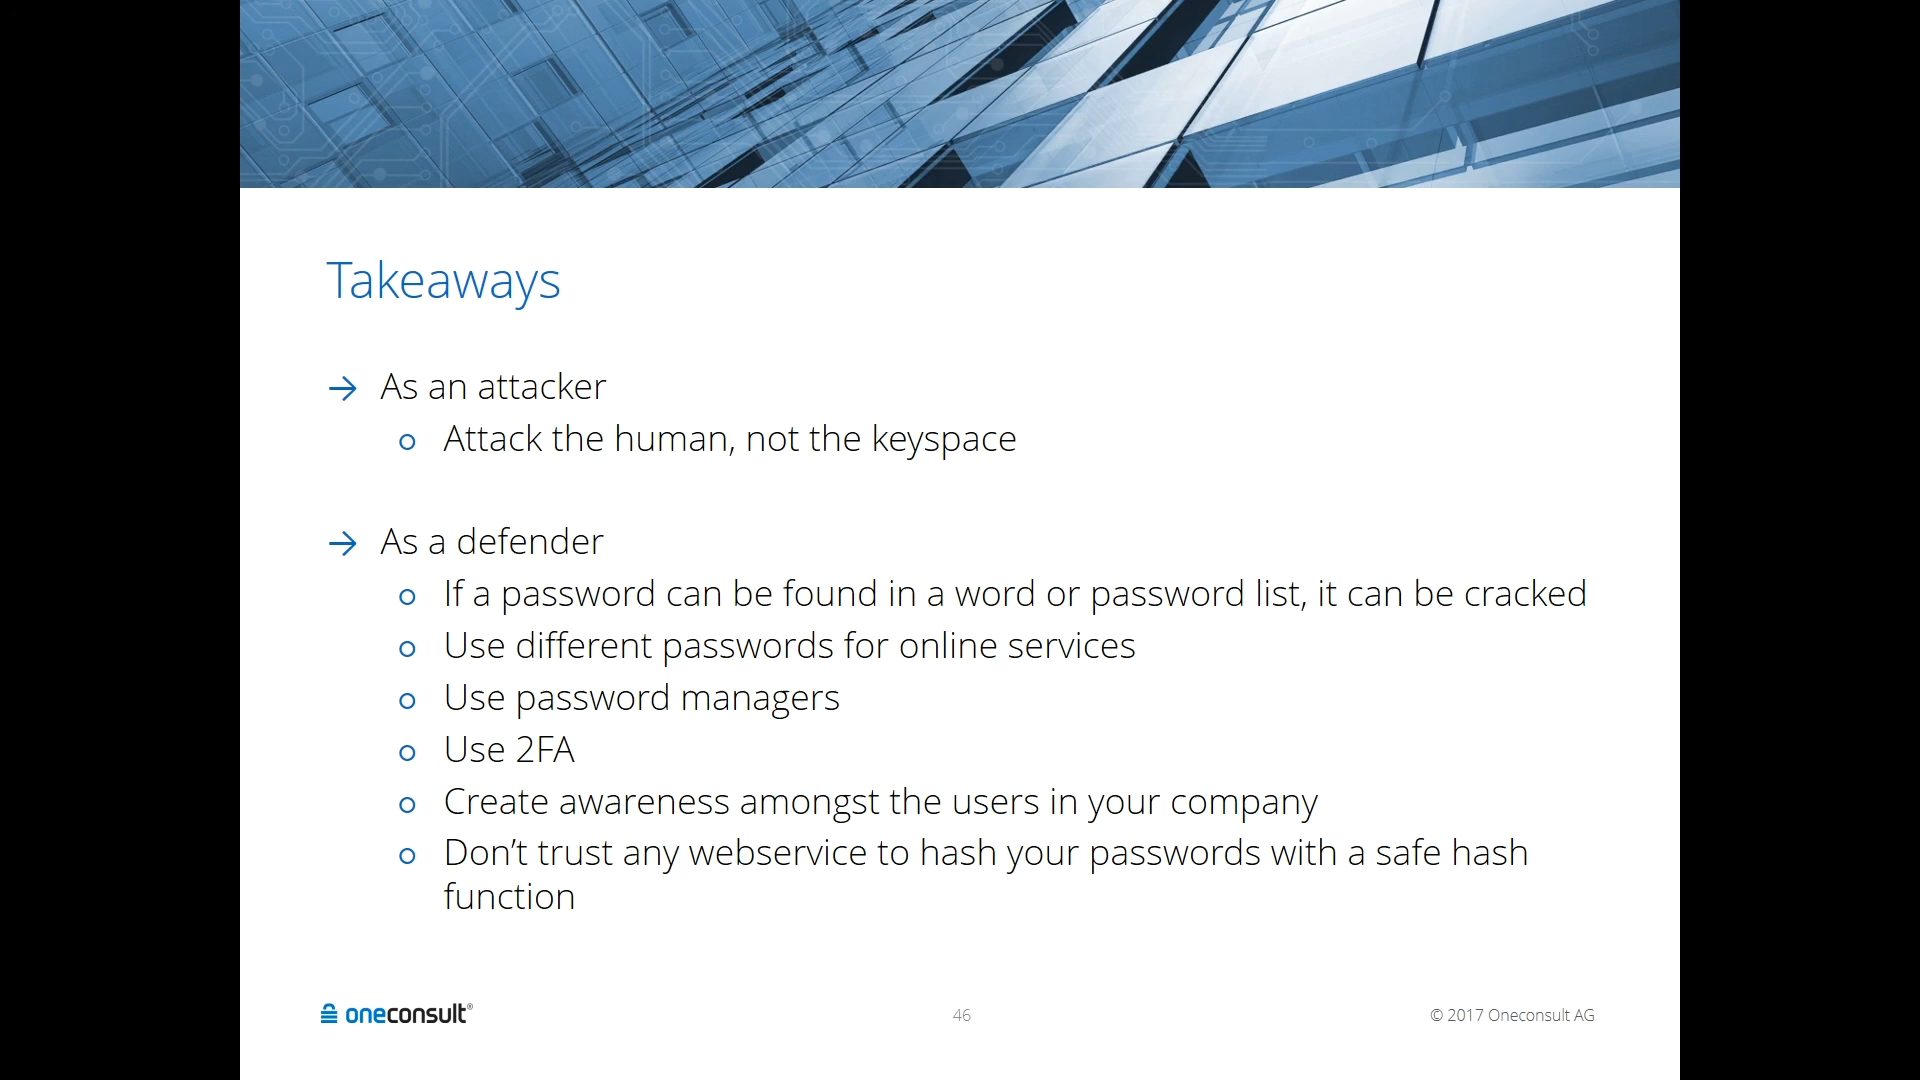 Takeaways
→ As an attacker
o Attack the human, not the keyspace
→ As a defender
o If a password can be found in a word or password list, it can be cracked
o Use different passwords for online services
o Use password managers
o Use 2FA
o Create awareness amongst the users in your company
o Don’t trust any webservice to hash your passwords with a safe hash
function
oneconsult®
46
© 2017 Oneconsult AG